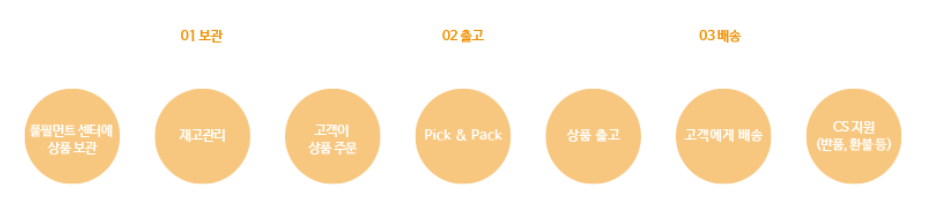 01 보관
02 출고
03 배송
풀필먼트 센터에
상품 보관
재고관리
고객이
상품 주문
Pick & Pack
상품 출고
고객에게 배송
CS 지원
(반품, 환불 등)